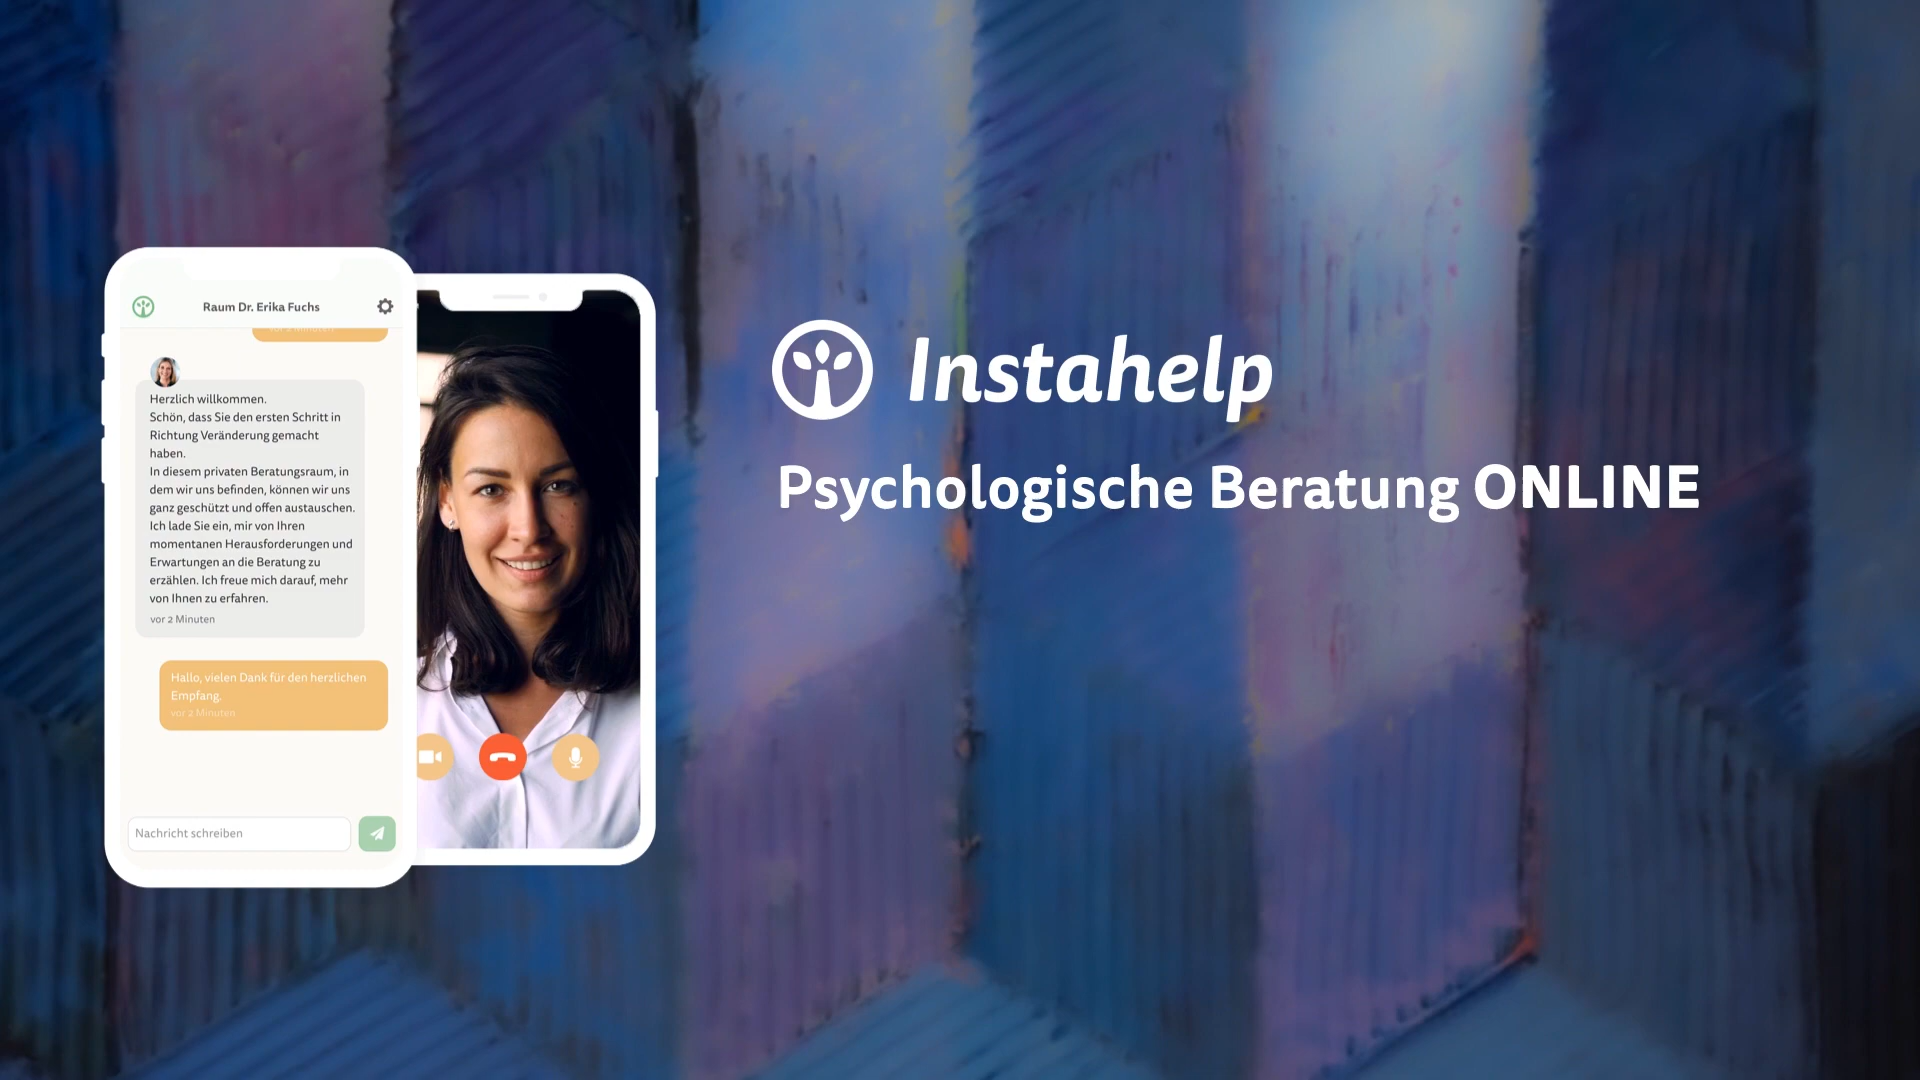 Raum Dr. Erika Fuchs
vor 2 Minuten
Herzlich willkommen.
Schön, dass Sie den ersten Schritt in
Richtung Veränderung gemacht
haben.
In diesem privaten Beratungsraum, in
dem wir uns befinden, können wir uns
ganz geschützt und offen austauschen.
Ich lade Sie ein, mir von Ihren
momentanen Herausforderungen und
Erwartungen an die Beratung zu
erzählen. Ich freue mich darauf, mehr
von Ihnen zu erfahren.
vor 2 Minuten
Hallo, vielen Dank für den herzlichen
Empfang.
vor 2 Minuten
Nachricht schreiben
Instahelp
Psychologische Beratung ONLINE